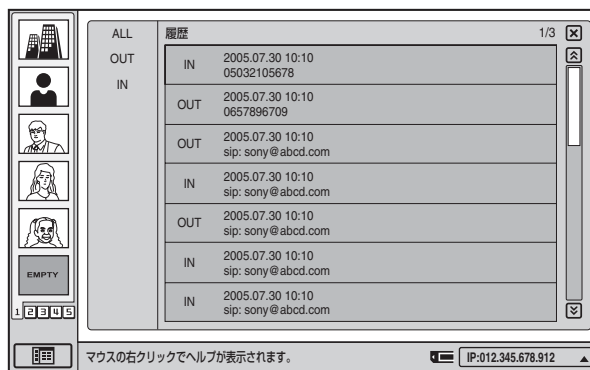 ALL
OUT
IN
履歴
1/3
IN
2005.07.30 10:10
05032105678
OUT
2005.07.30 10:10
0657896709
OUT
2005.07.30 10:10
sip: sony@abcd.com
IN
2005.07.30 10:10
sip: sony@abcd.com
OUT
2005.07.30 10:10
sip: sony@abcd.com
IN
2005.07.30 10:10
sip: sony@abcd.com
IN
2005.07.30 10:10
sip: sony@abcd.com
EMPTY
1 2 3 4 5
マウスの右クリックでヘルプが表示されます。
IP:012.345.678.912